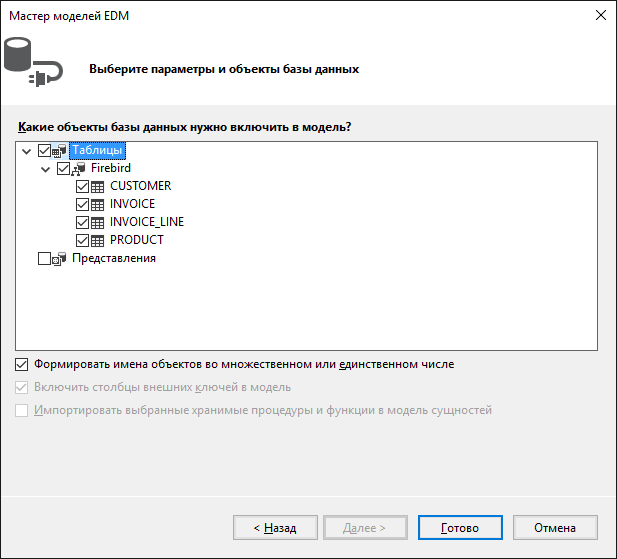 Мастер моделей EDM
Выберите параметры и объекты базы данных
Какие объекты базы данных нужно включить в модель?
Таблицы
Firebird
CUSTOMER
INVOICE
INVOICE_LINE
PRODUCT
Представления
Формировать имена объектов во множественном или единственном числе
Включить столбцы внешних ключей в модель
Импортировать выбранные хранимые процедуры и функции в модель сущностей
< Назад
Далее >
Готово
Отмена